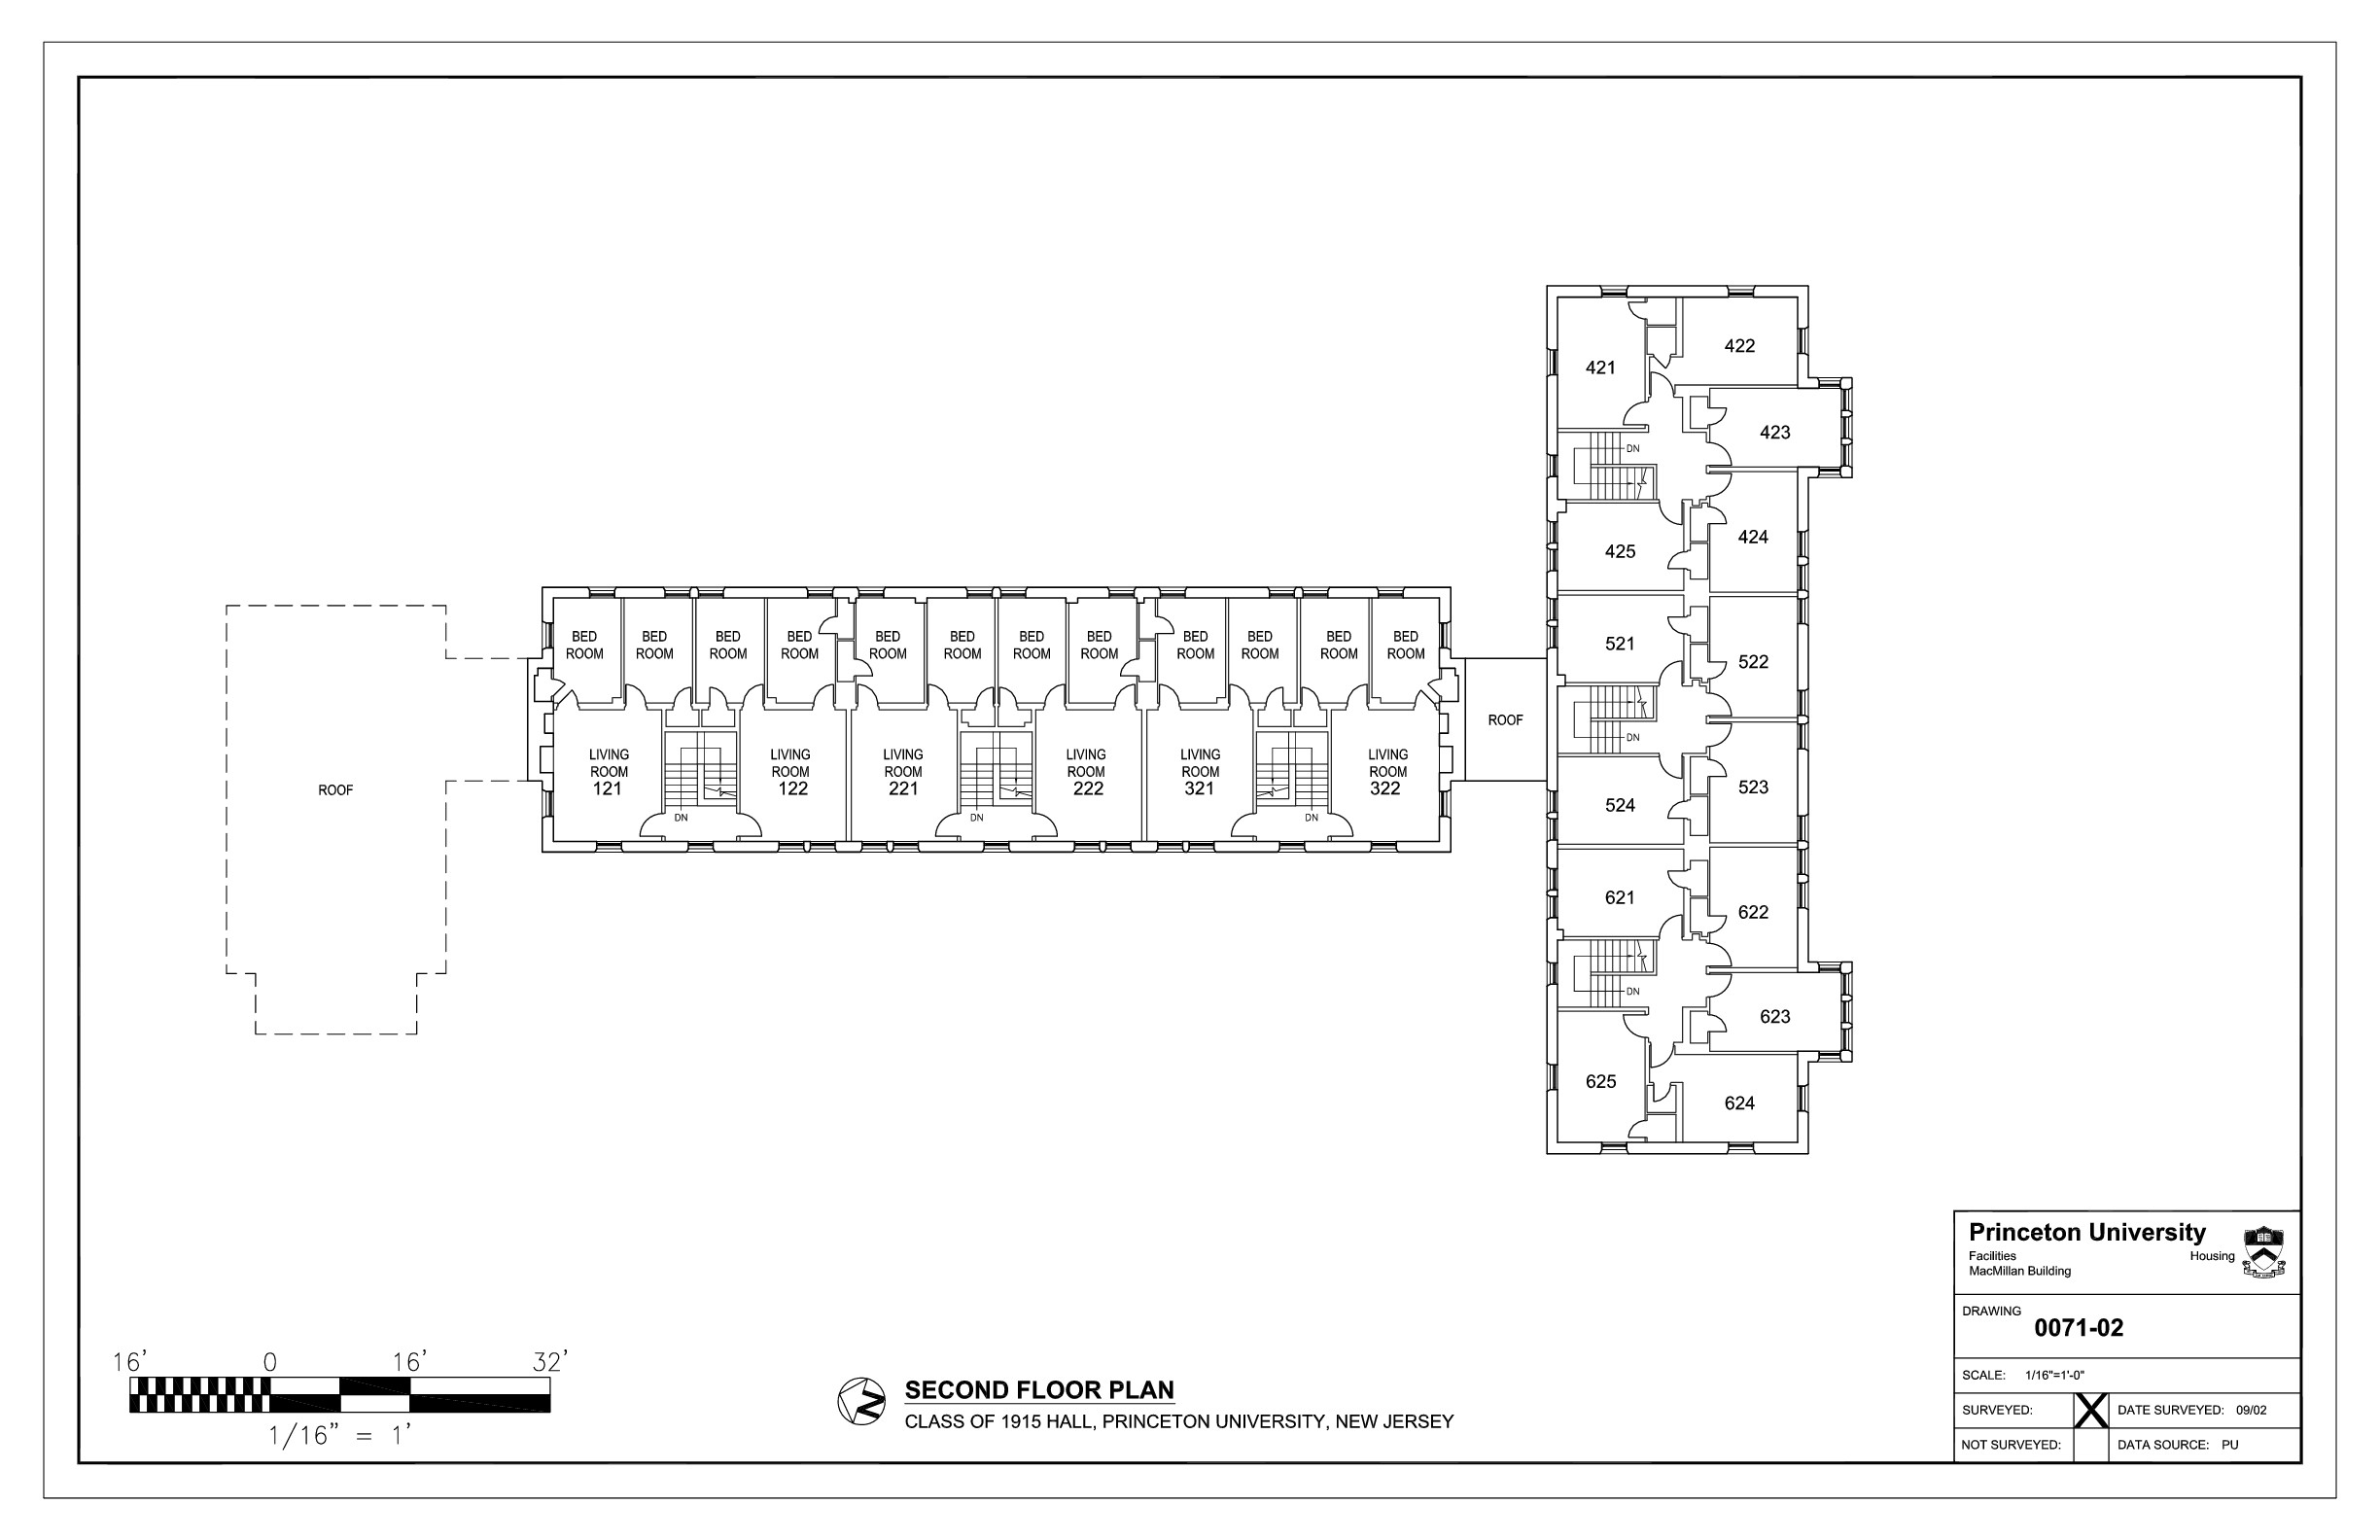 421
422
423
DN
424
425
521
522
DN
523
524
621
622
DN
623
625
624
BED
ROOM
BED
ROOM
BED
ROOM
BED
ROOM
BED
ROOM
BED
ROOM
BED
ROOM
BED
ROOM
BED
ROOM
BED
ROOM
BED
ROOM
BED
ROOM
LIVING
ROOM
121
LIVING
ROOM
122
LIVING
ROOM
221
LIVING
ROOM
222
LIVING
ROOM
321
LIVING
ROOM
322
DN
DN
DN
ROOF
ROOF
Princeton University
Facilities Housing
MacMillan Building
DRAWING
0071-02
SCALE: 1/16"=1'-0"
SURVEYED: X DATE SURVEYED: 09/02
NOT SURVEYED: DATA SOURCE: PU
16' 0 16' 32'
1/16" = 1'
N
SECOND FLOOR PLAN
CLASS OF 1915 HALL, PRINCETON UNIVERSITY, NEW JERSEY